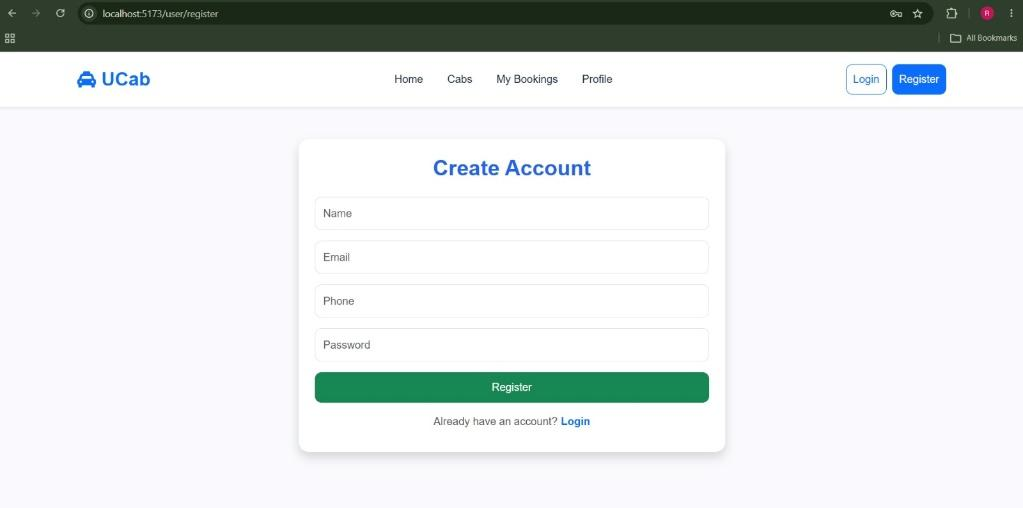 localhost:5173/user/register
R
All Bookmarks
UCab
Home Cabs My Bookings Profile
Login Register
Create Account
Name
Email
Phone
Password
Register
Already have an account? Login